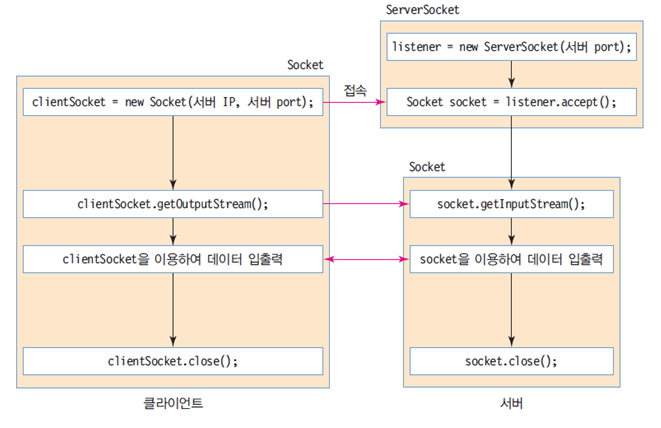 ServerSocket
listener = new ServerSocket(서버 port);
Socket
clientSocket = new Socket(서버 IP, 서버 port);
접속
Socket socket = listener.accept();
Socket
clientSocket.getOutputStream();
socket.getInputStream();
clientSocket을 이용하여 데이터 입출력
socket을 이용하여 데이터 입출력
clientSocket.close();
socket.close();
클라이언트
서버